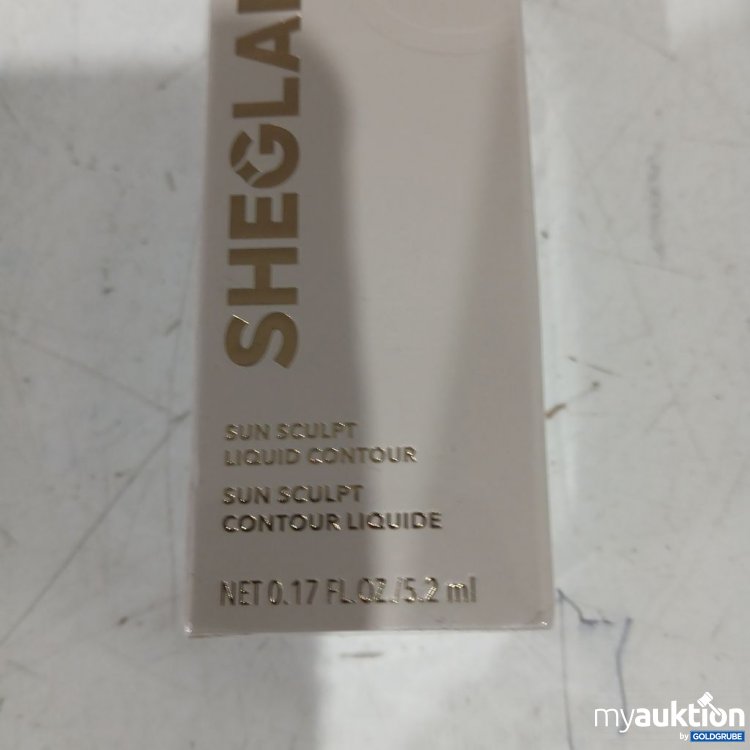 SHEGLA
SUN SCULPT
LIQUID CONTOUR
SUN SCULPT
CONTOUR LIQUIDE
NET 0.17 FL.OZ./5.2 ml
myauktion
by GOLDGRUBE